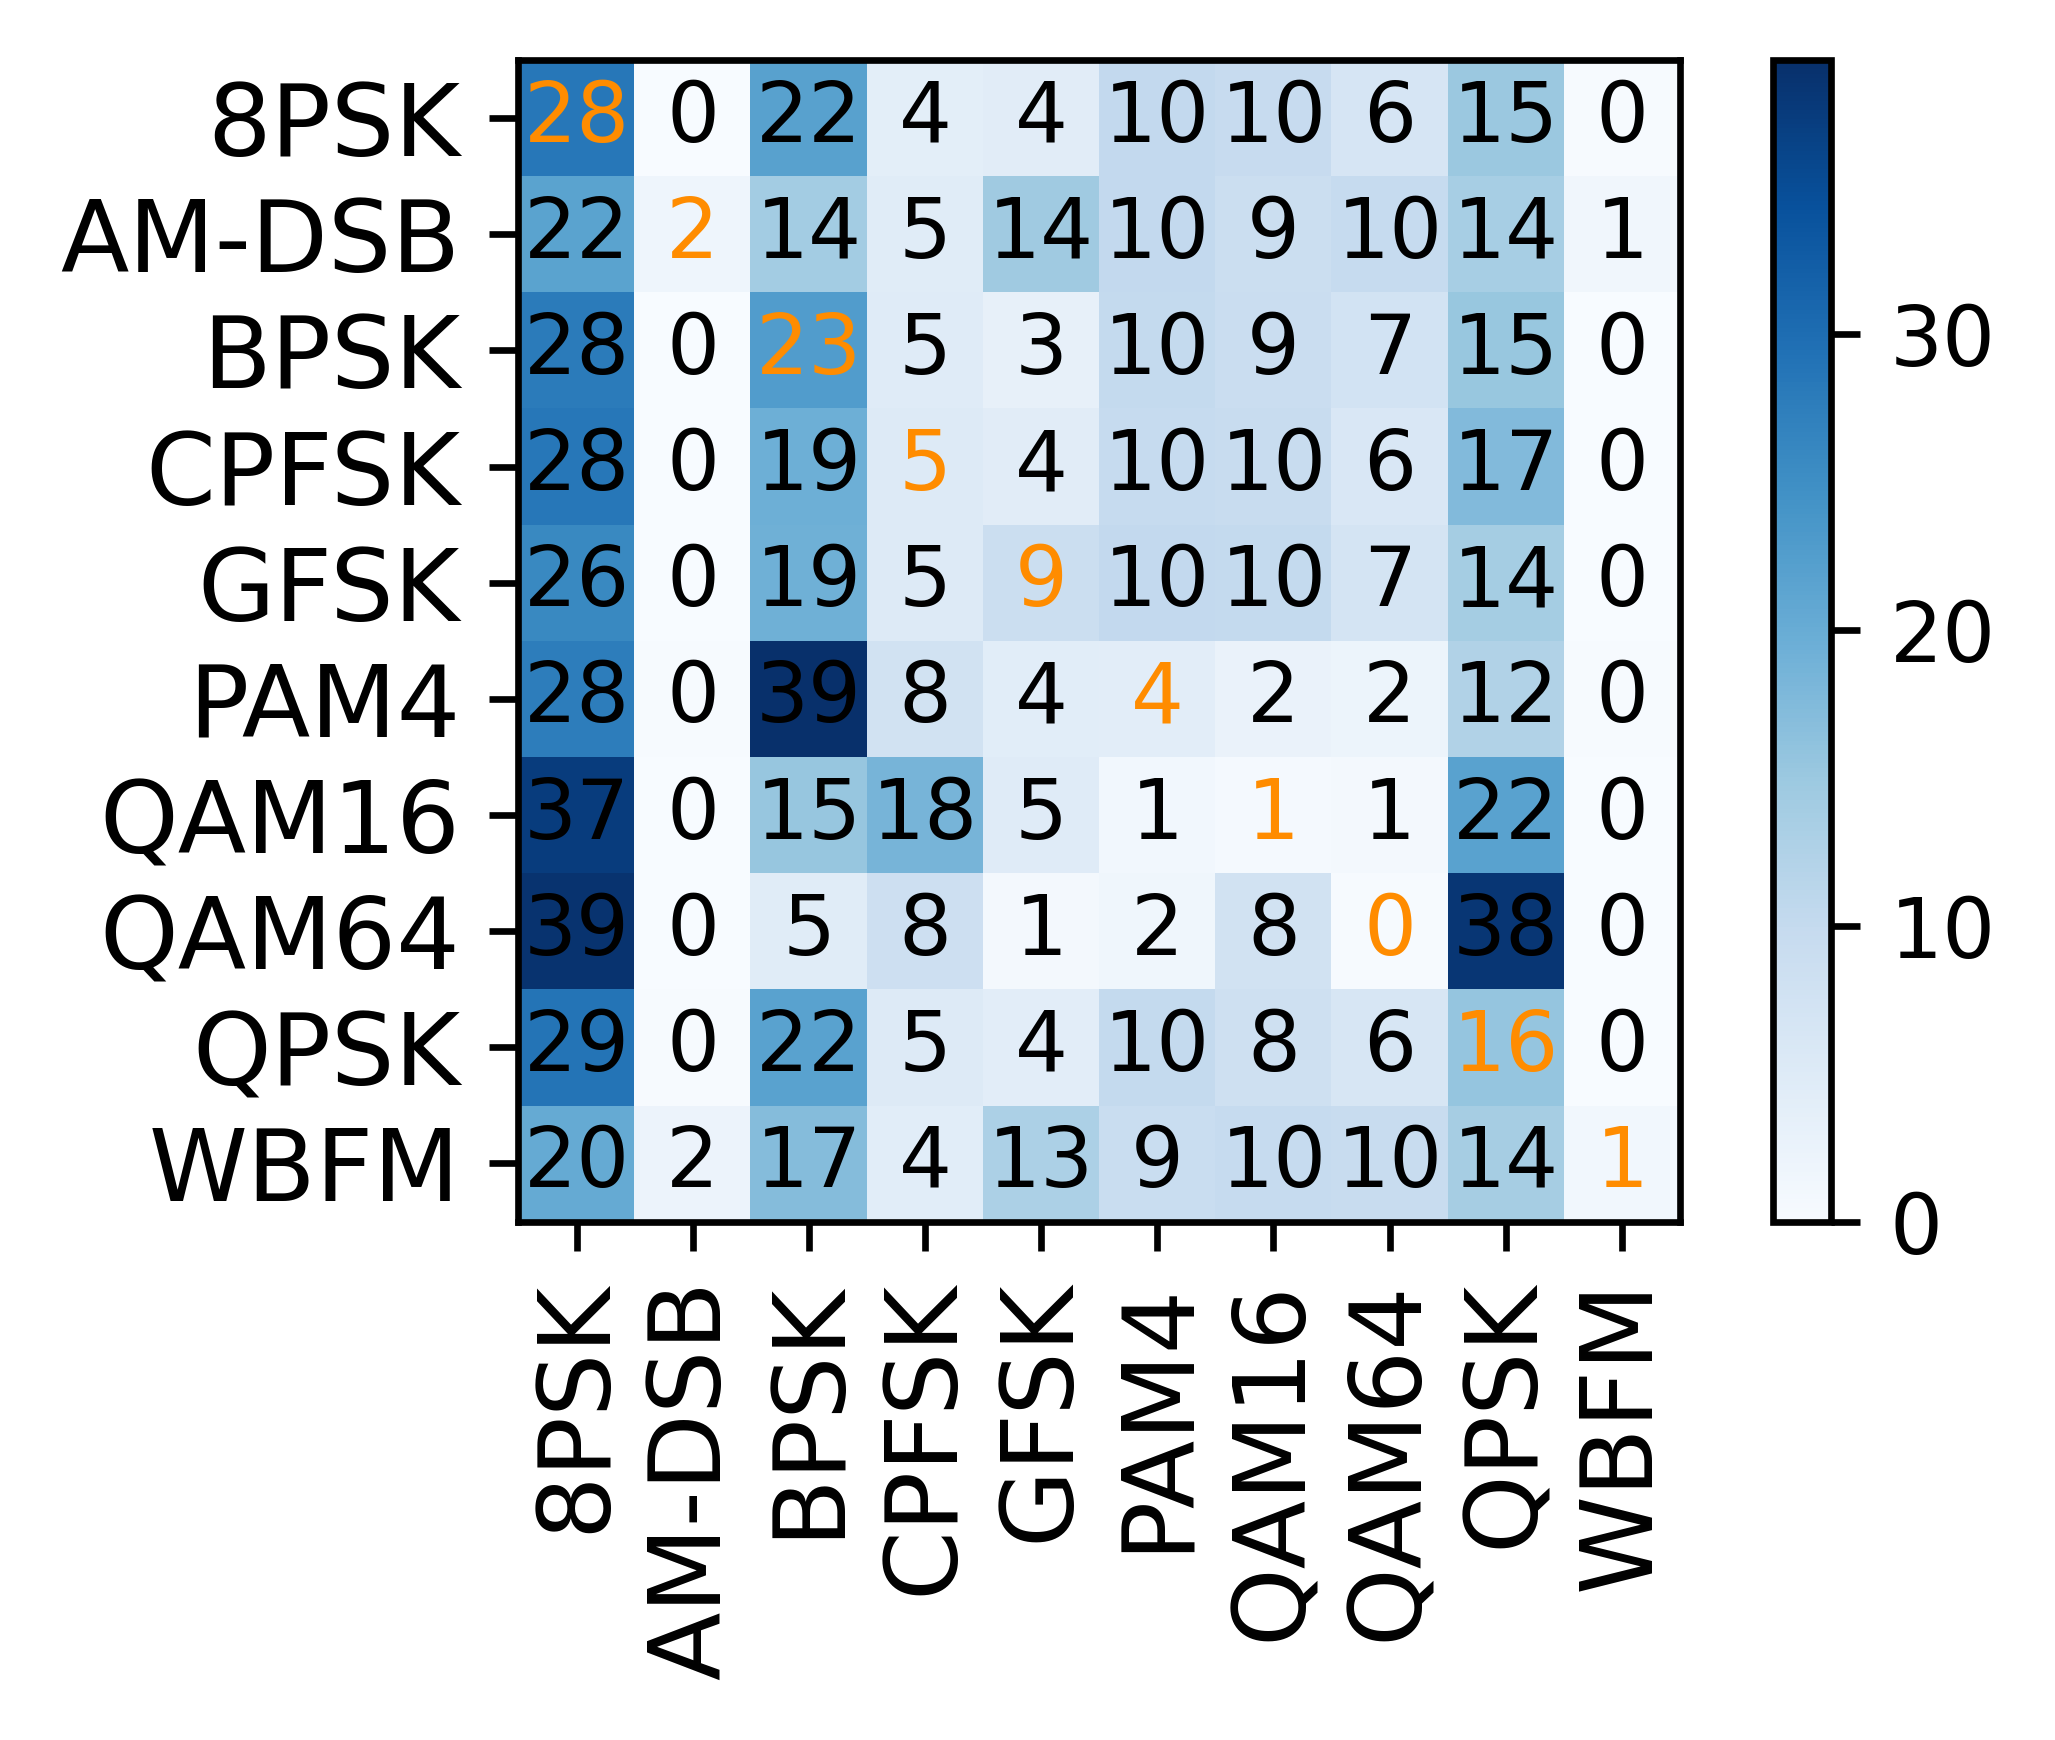 8PSK 28 0 22 4 4 10 10 6 15 0
AM-DSB 22 2 14 5 14 10 9 10 14 1
BPSK 28 0 23 5 3 10 9 7 15 0
CPFSK 28 0 19 5 4 10 10 6 17 0
GFSK 26 0 19 5 9 10 10 7 14 0
PAM4 28 0 39 8 4 4 2 2 12 0
QAM16 37 0 15 18 5 1 1 1 22 0
QAM64 39 0 5 8 1 2 8 0 38 0
QPSK 29 0 22 5 4 10 8 6 16 0
WBFM 20 2 17 4 13 9 10 10 14 1
8PSK
AM-DSB
BPSK
CPFSK
GFSK
PAM4
QAM16
QAM64
QPSK
WBFM
30
20
10
0